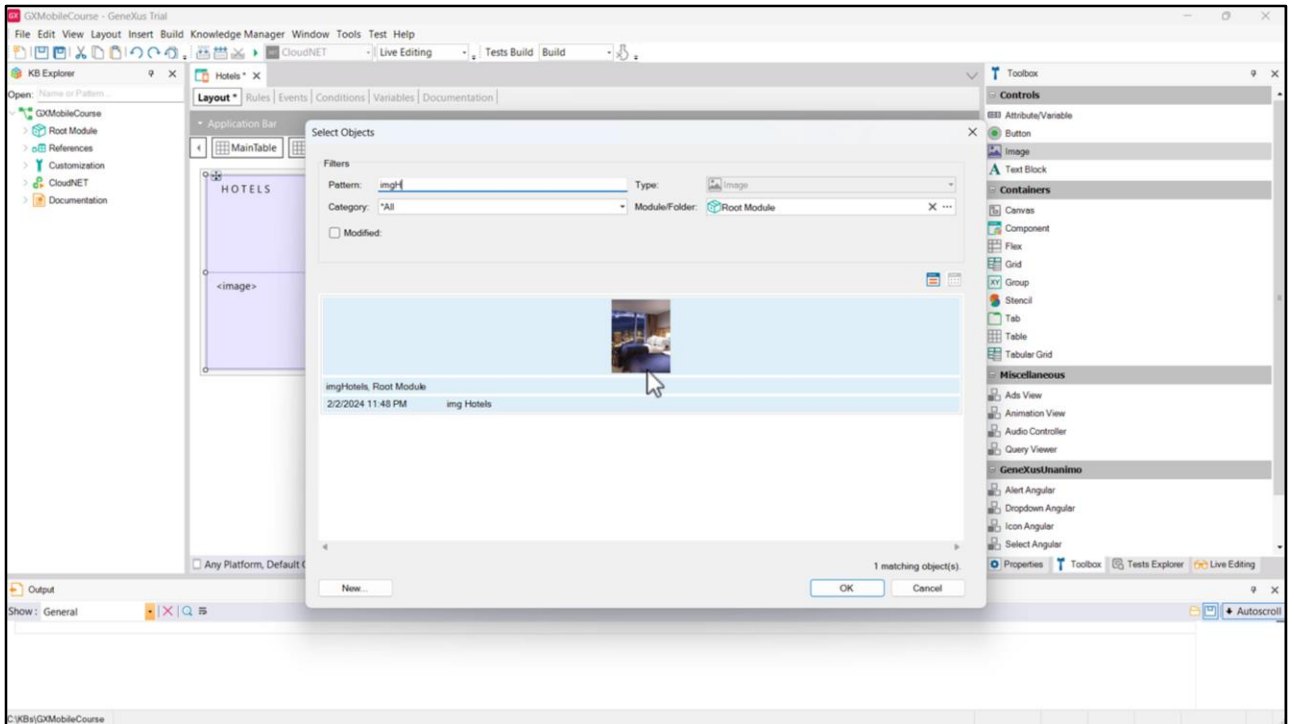 GX GXMobileCourse - GeneXus Trial
File Edit View Layout Insert Build Knowledge Manager Window Tools Test Help
CloudNET Live Editing Tests Build Build
KB Explorer
Open: Name or Pattern...
GXMobileCourse
Root Module
References
Customization
CloudNET
Documentation
Hotels *
Layout * Rules Events Conditions Variables Documentation
Application Bar
MainTable
HOTELS
<image>
Any Platform, Default
Select Objects
Filters
Pattern: imgH
Type: Image
Category: *All
Module/Folder: Root Module
Modified:
imgHotels, Root Module
2/2/2024 11:48 PM img Hotels
1 matching object(s).
New... OK Cancel
Toolbox
Controls
Attribute/Variable
Button
Image
Text Block
Containers
Canvas
Component
Flex
Grid
Group
Stencil
Tab
Table
Tabular Grid
Miscellaneous
Ads View
Animation View
Audio Controller
Query Viewer
GeneXusUnanimo
Alert Angular
Dropdown Angular
Icon Angular
Select Angular
Properties Toolbox Tests Explorer Live Editing
Output
Show: General
Autoscroll
C:\KBs\GXMobileCourse